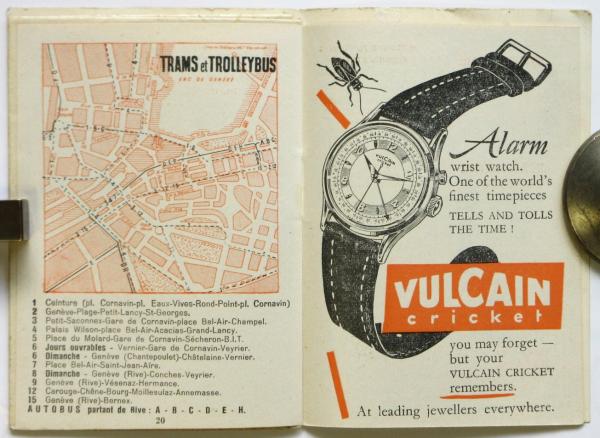 TRAMS et TROLLEYBUS
1 Ceinture (pl. Cornavin-pl. Eaux-Vives-Rond-Point-pl. Cornavin)
2 Genève-Plage-Petit-Lancy-St-Georges.
3 Petit-Saconnex-Gare de Cornavin-place Bel-Air-Champel.
4 Palais Wilson-place Bel-Air-Acacias-Grand-Lancy.
5 Place du Molard-Gare de Cornavin-Sécheron-B.I.T.
6 Jours ouvrables - Vernier-Gare de Cornavin-Veyrier.
6 Dimanche - Genève (Chantepoulet)-Châtelaine-Vernier.
7 Place Bel-Air-Saint-Jean-Aïre.
8 Dimanche - Genève (Rive)-Conches-Veyrier.
9 Genève (Rive)-Vésenaz-Hermance.
12 Carouge-Chêne-Bourg-Moillesulaz-Annemasse.
15 Genève (Rive)-Bernex.
AUTOBUS partant de Rive : A - B - C - D - E - H.
20
Alarm
wrist watch.
One of the world's
finest timepieces
TELLS AND TOLLS
THE TIME !
VULCAIN
VULCAIN
cricket
you may forget —
but your
VULCAIN CRICKET
remembers.
At leading jewellers everywhere.